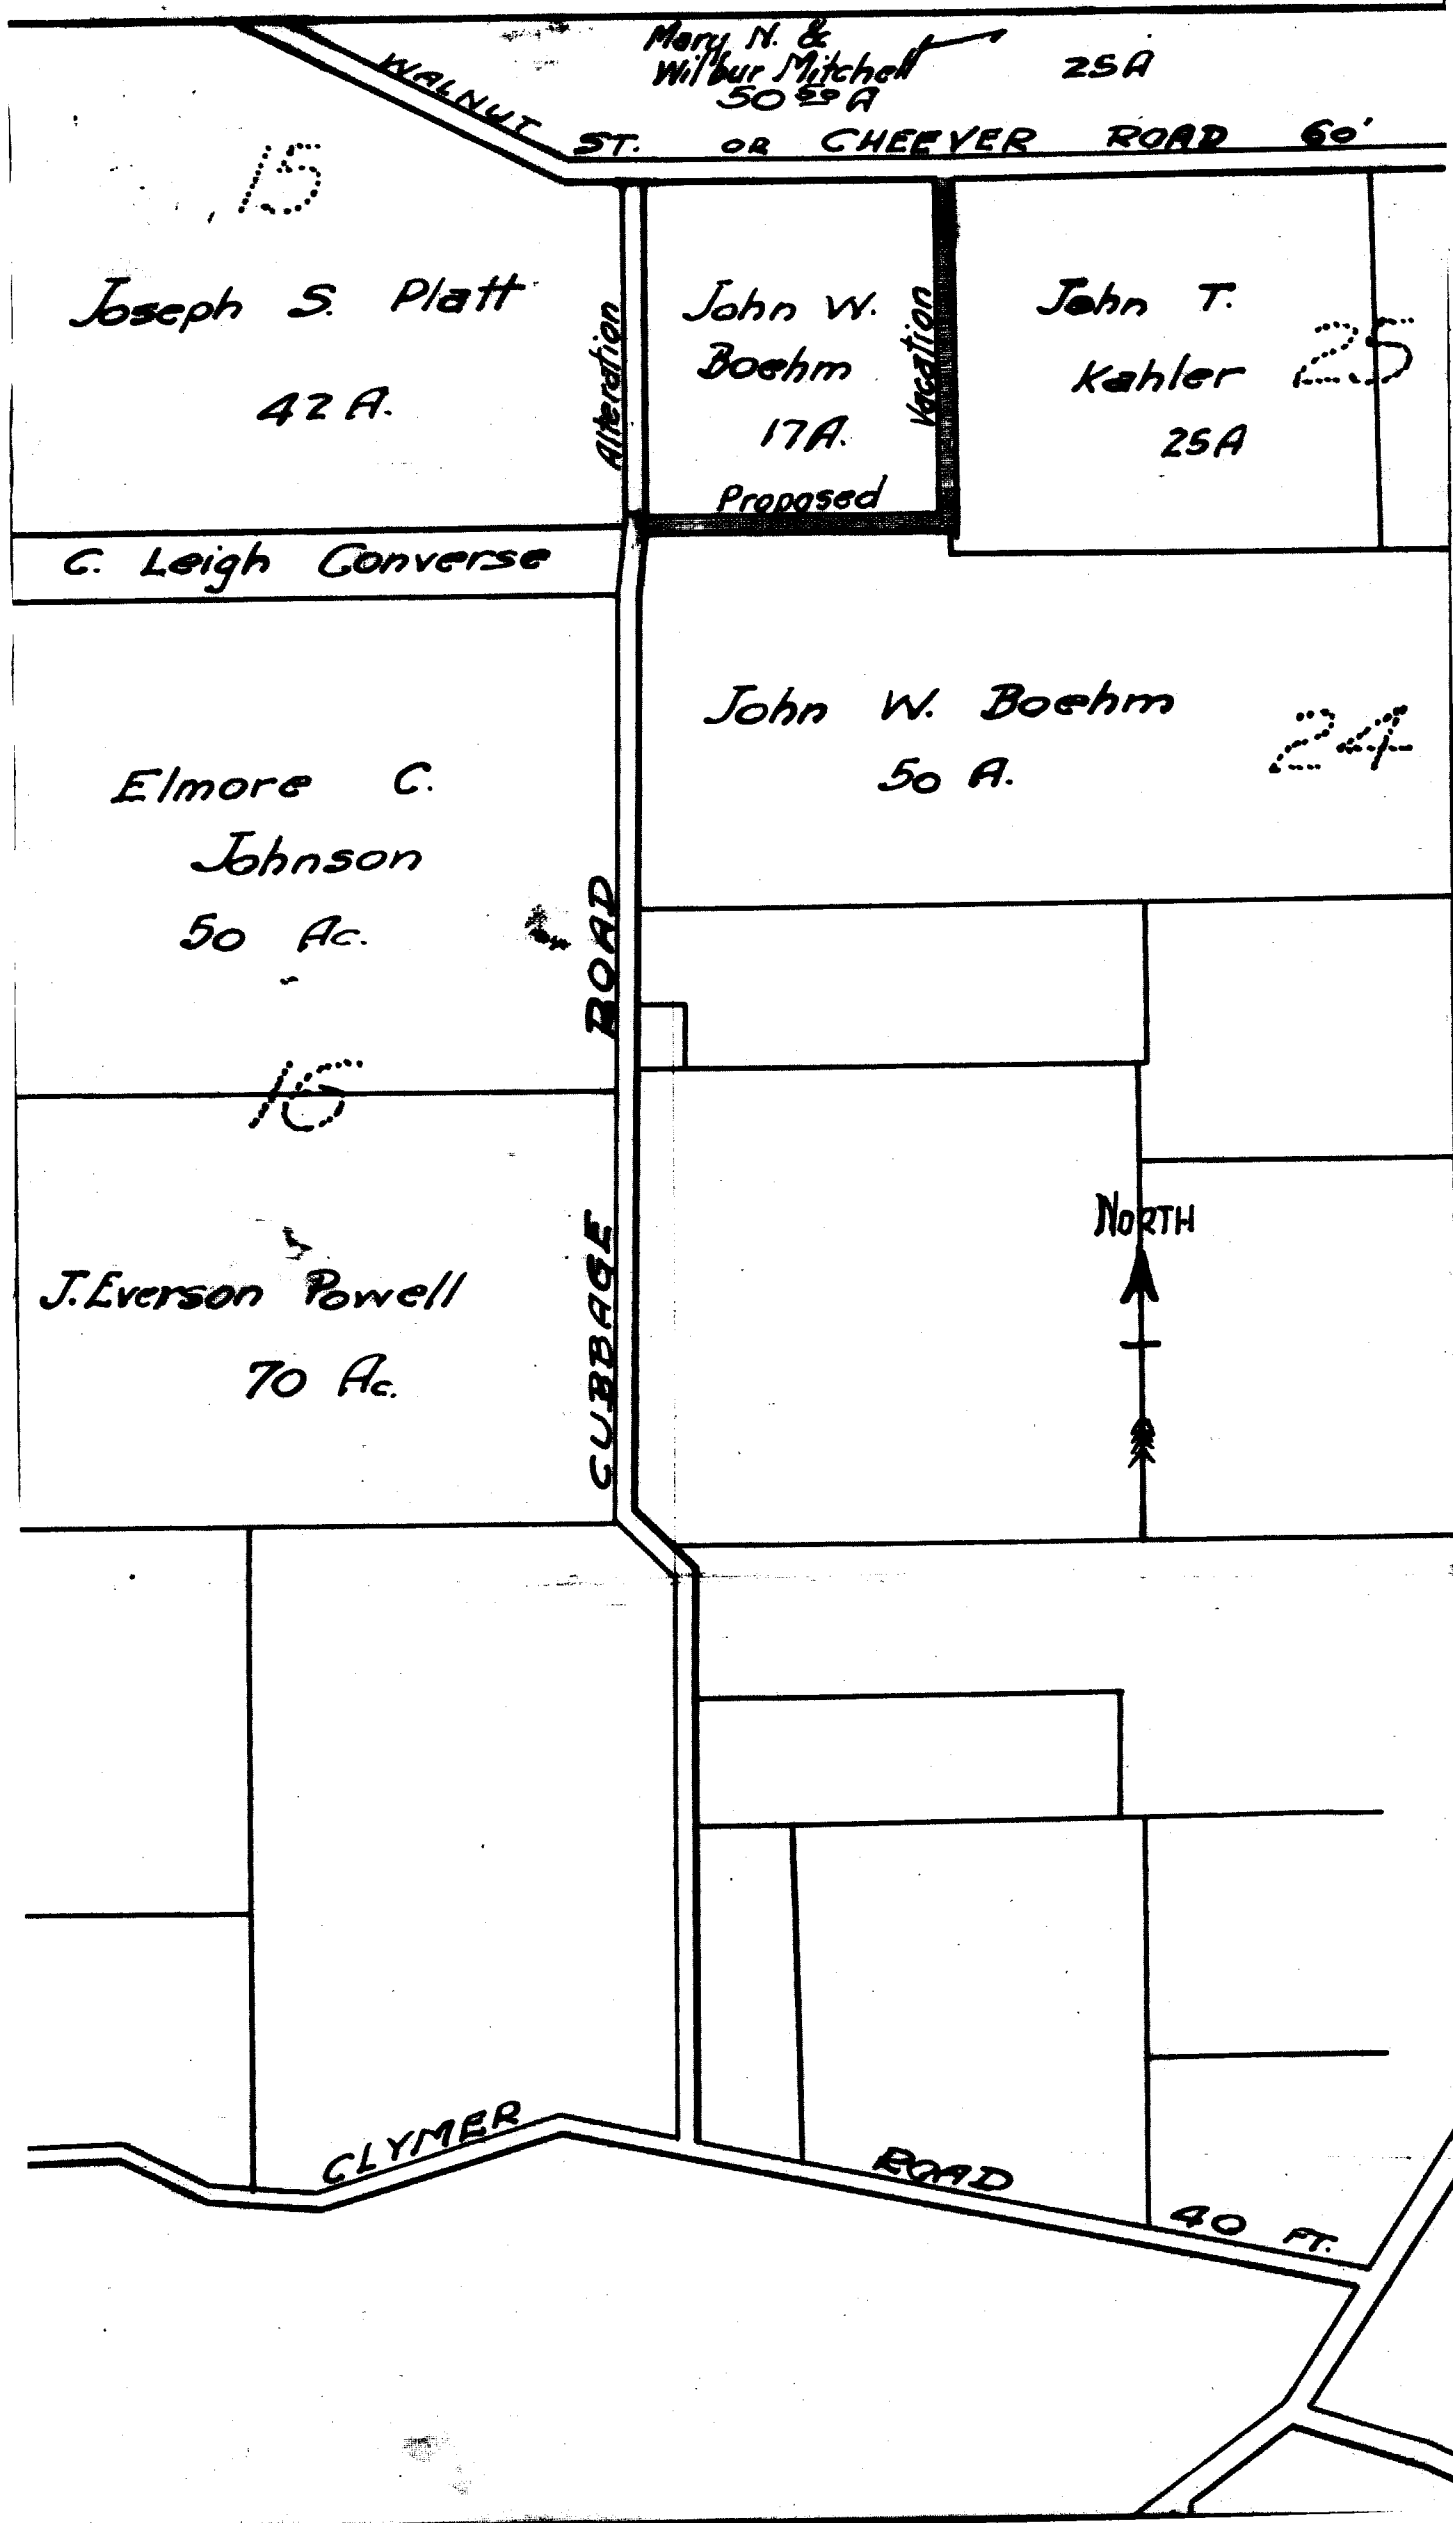 Mary N. &
Wilbur Mitchell
50 50 A
25A
WALNUT ST. OR CHEEVER ROAD 60'
15
Joseph S. Platt
42 A.
Alteration
John W.
Boehm
17A.
Proposed
Vacation
John T.
Kahler
25A
25
C. Leigh Converse
John W. Boehm
50 A.
24
Elmore C.
Johnson
50 Ac.
16
J. Everson Powell
70 Ac.
CUBBAGE ROAD
NORTH
CLYMER ROAD 40 FT.